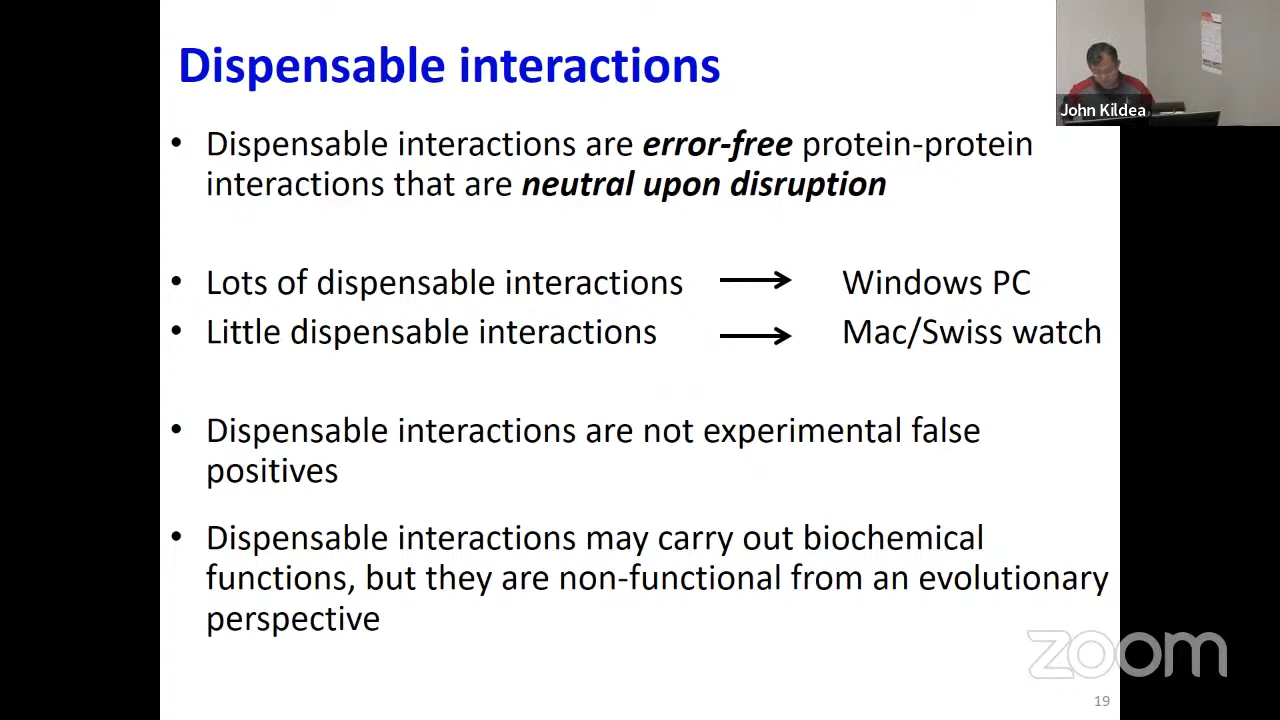 Dispensable interactions
John Kildea
• Dispensable interactions are error-free protein-protein
interactions that are neutral upon disruption
• Lots of dispensable interactions → Windows PC
• Little dispensable interactions → Mac/Swiss watch
• Dispensable interactions are not experimental false
positives
• Dispensable interactions may carry out biochemical
functions, but they are non-functional from an evolutionary
perspective
zoom
19